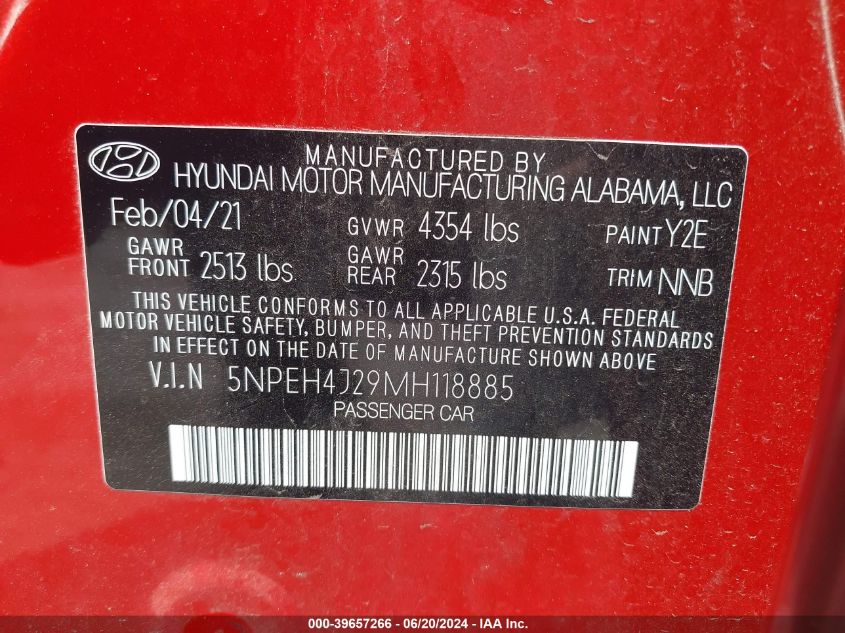 MANUFACTURED BY
HYUNDAI MOTOR MANUFACTURING ALABAMA, LLC
Feb/04/21 GVWR 4354 lbs PAINT Y2E
GAWR FRONT 2513 lbs. GAWR REAR 2315 lbs TRIM NNB
THIS VEHICLE CONFORMS TO ALL APPLICABLE U.S.A. FEDERAL
MOTOR VEHICLE SAFETY, BUMPER, AND THEFT PREVENTION STANDARDS
IN EFFECT ON THE DATE OF MANUFACTURE SHOWN ABOVE
V.I.N 5NPEH4J29MH118885
PASSENGER CAR
000-39657266 - 06/20/2024 - IAA Inc.